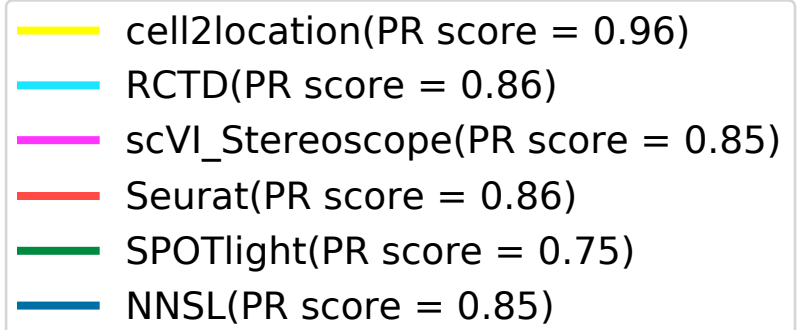 cell2location(PR score = 0.96)
RCTD(PR score = 0.86)
scVI_Stereoscope(PR score = 0.85)
Seurat(PR score = 0.86)
SPOTlight(PR score = 0.75)
NNSL(PR score = 0.85)